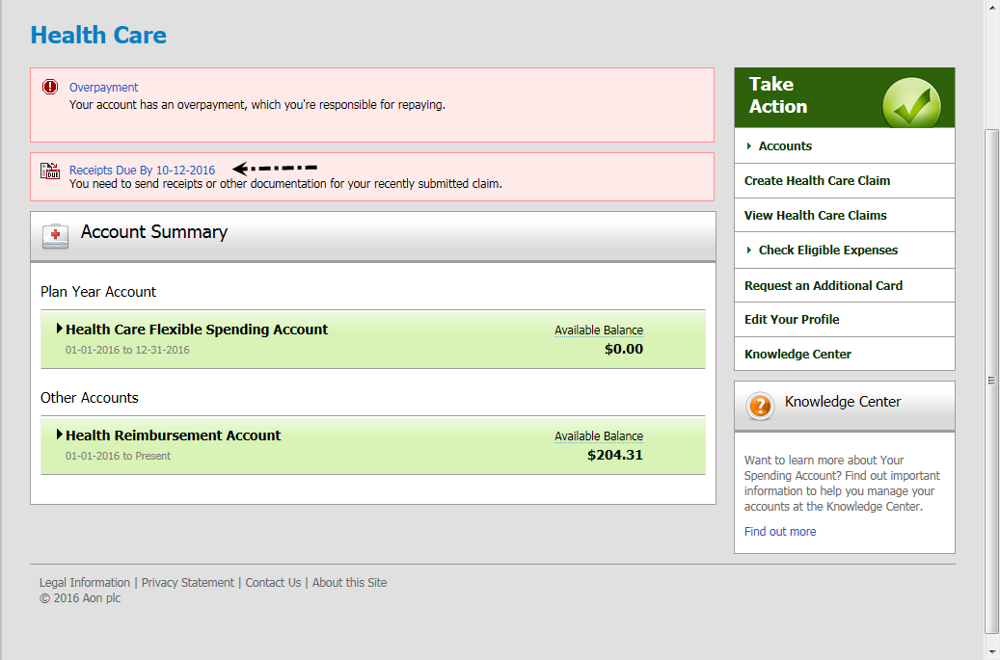 Health Care
Overpayment
Your account has an overpayment, which you're responsible for repaying.
Receipts Due By 10-12-2016
You need to send receipts or other documentation for your recently submitted claim.
Account Summary
Plan Year Account
Health Care Flexible Spending Account
Available Balance
01-01-2016 to 12-31-2016
$0.00
Other Accounts
Health Reimbursement Account
Available Balance
01-01-2016 to Present
$204.31
Take
Action
Accounts
Create Health Care Claim
View Health Care Claims
Check Eligible Expenses
Request an Additional Card
Edit Your Profile
Knowledge Center
Knowledge Center
Want to learn more about Your
Spending Account? Find out important
information to help you manage your
accounts at the Knowledge Center.
Find out more
Legal Information | Privacy Statement | Contact Us | About this Site
© 2016 Aon plc